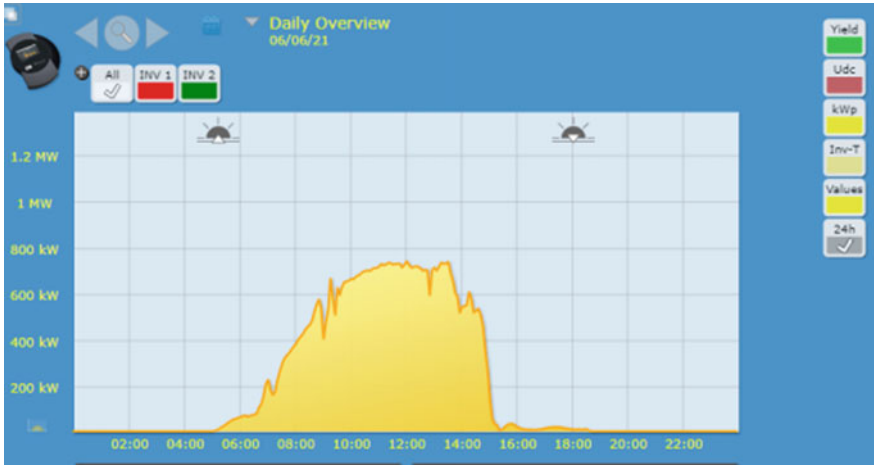 Daily Overview
06/06/21
All INV 1 INV 2
Yield
Udc
kWp
Inv-T
Values
24h
1.2 MW
1 MW
800 kW
600 kW
400 kW
200 kW
02:00 04:00 06:00 08:00 10:00 12:00 14:00 16:00 18:00 20:00 22:00